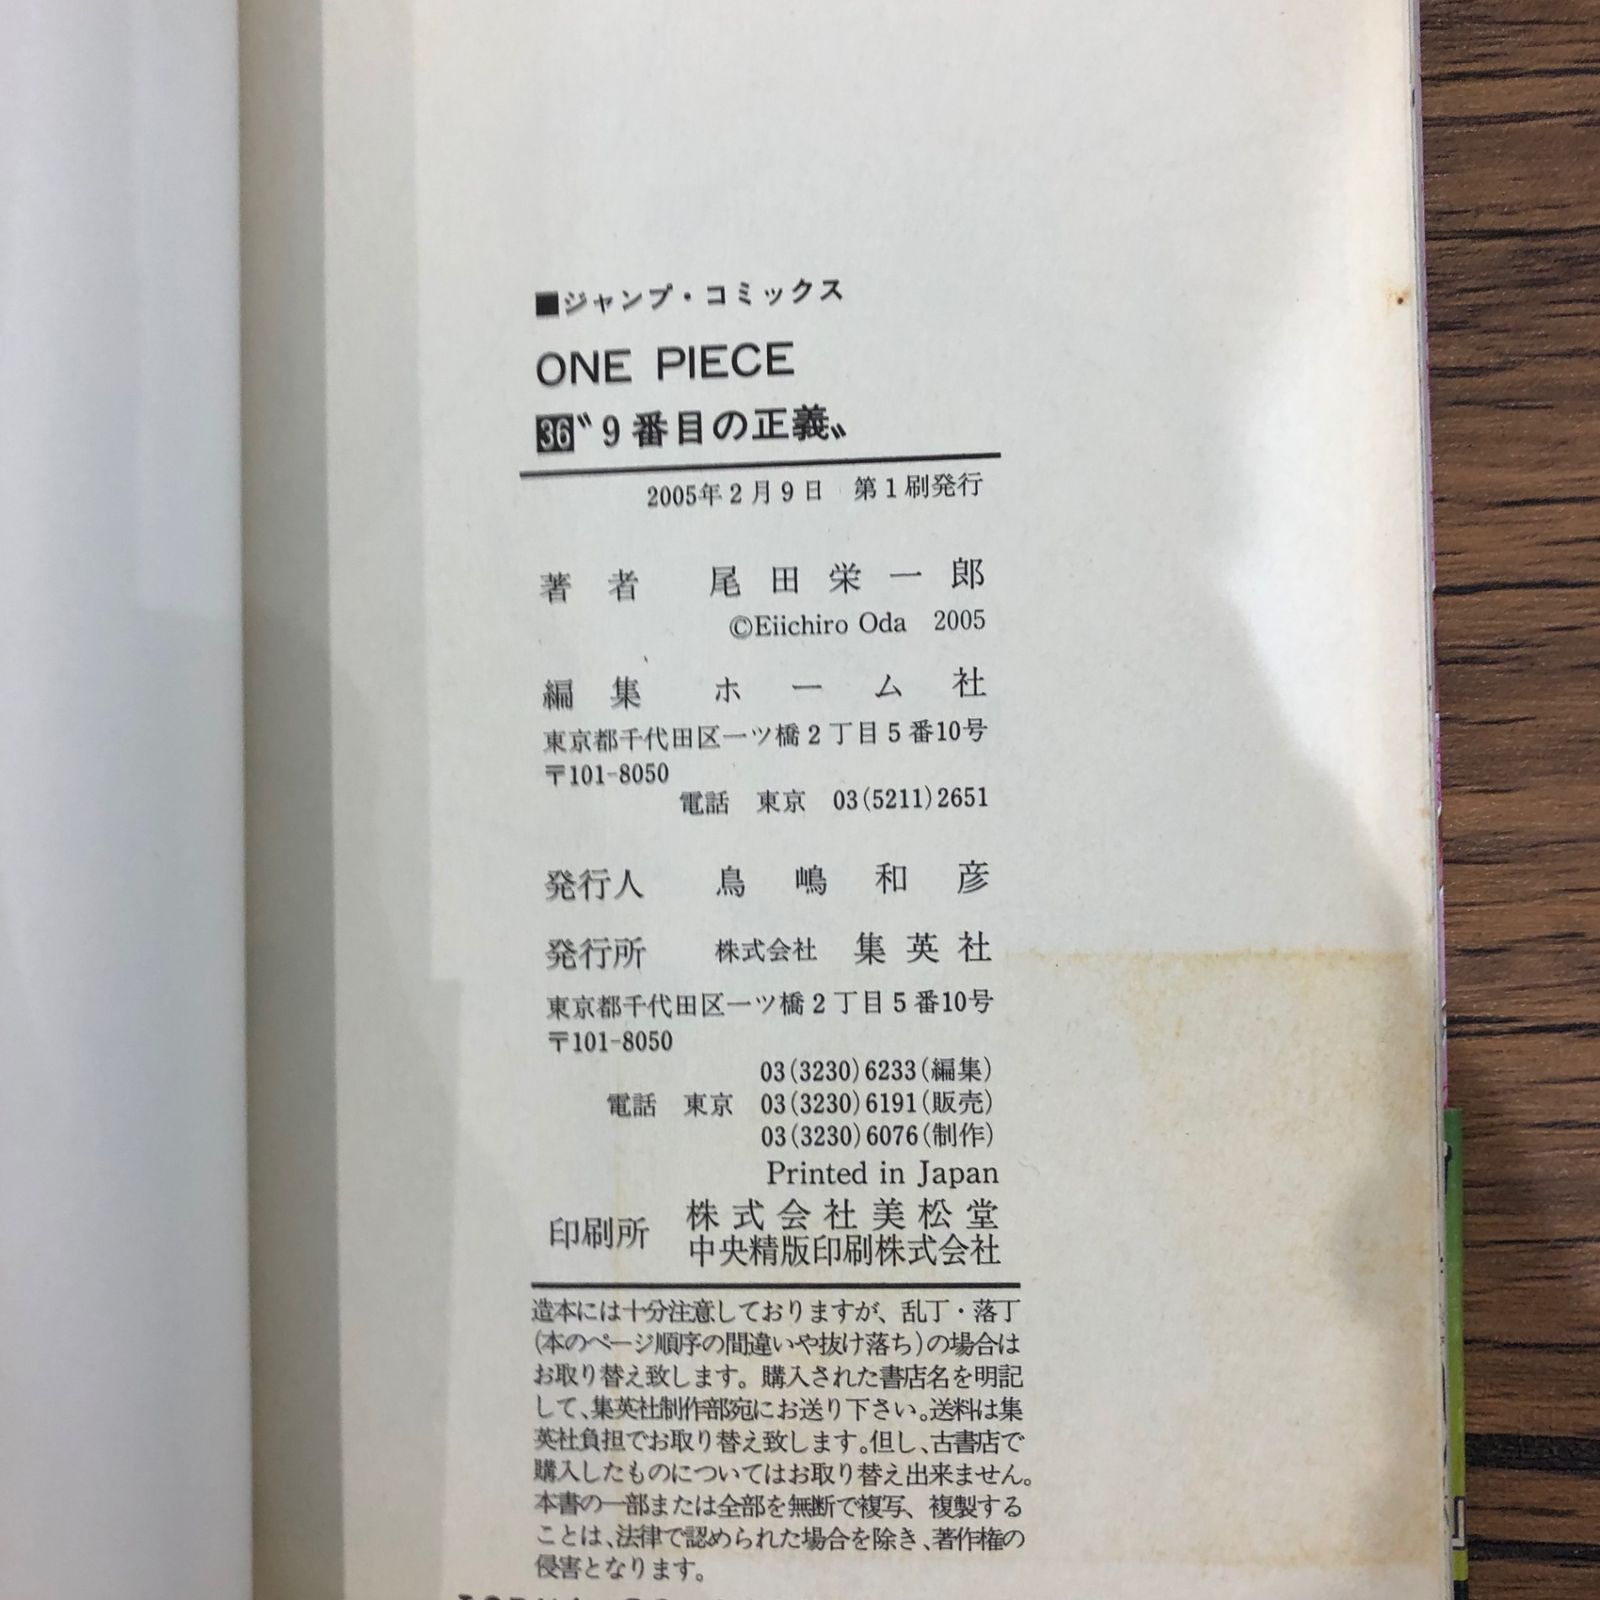 ■ジャンプ・コミックス
ONE PIECE
36〝9番目の正義〟
2005年2月9日 第1刷発行
著者 尾田栄一郎
©Eiichiro Oda 2005
編集 ホーム社
東京都千代田区一ツ橋2丁目5番10号
〒101-8050
電話 東京 03(5211)2651
発行人 鳥嶋和彦
発行所 株式会社 集英社
東京都千代田区一ツ橋2丁目5番10号
〒101-8050
03(3230)6233(編集)
電話 東京 03(3230)6191(販売)
03(3230)6076(制作)
Printed in Japan
印刷所 株式会社美松堂
中央精版印刷株式会社
造本には十分注意しておりますが、乱丁・落丁
(本のページ順序の間違いや抜け落ち)の場合は
お取り替え致します。購入された書店名を明記
して、集英社制作部宛にお送り下さい。送料は集
英社負担でお取り替え致します。但し、古書店で
購入したものについてはお取り替え出来ません。
本書の一部または全部を無断で複写、複製する
ことは、法律で認められた場合を除き、著作権の
侵害となります。